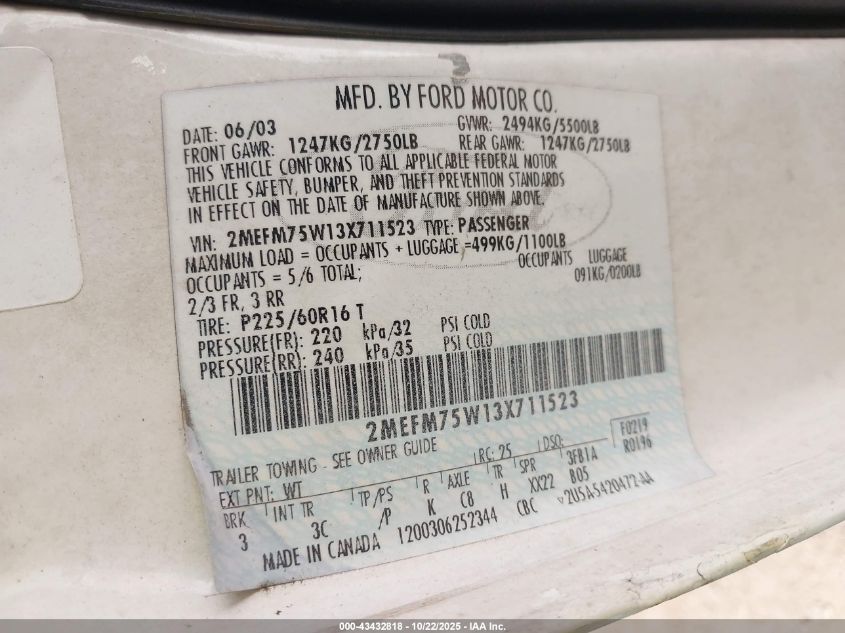 MFD. BY FORD MOTOR CO.
DATE: 06/03 GVWR: 2494KG/5500LB
FRONT GAWR: 1247KG/2750LB REAR GAWR: 1247KG/2750LB
THIS VEHICLE CONFORMS TO ALL APPLICABLE FEDERAL MOTOR
VEHICLE SAFETY, BUMPER, AND THEFT PREVENTION STANDARDS
IN EFFECT ON THE DATE OF MANUFACTURE SHOWN ABOVE.
VIN: 2MEFM75W13X711523 TYPE: PASSENGER
MAXIMUM LOAD = OCCUPANTS + LUGGAGE =499KG/1100LB
OCCUPANTS = 5/6 TOTAL; OCCUPANTS LUGGAGE
2/3 FR, 3 RR 091KG/0200LB
TIRE: P225/60R16 T
PRESSURE(FR): 220 kPa/32 PSI COLD
PRESSURE(RR): 240 kPa/35 PSI COLD
2MEFM75W13X711523
TRAILER TOWING - SEE OWNER GUIDE
EXT PNT: WT RC: 25 DSO: F0219
3FB1A R0196
BRK INT TR TP/PS R AXLE TR SPR B05
3 3C /P K C8 H XX22
MADE IN CANADA 1200306252344 CBC V2U5A5420472-AA
000-43432818 - 10/22/2025 - IAA Inc.